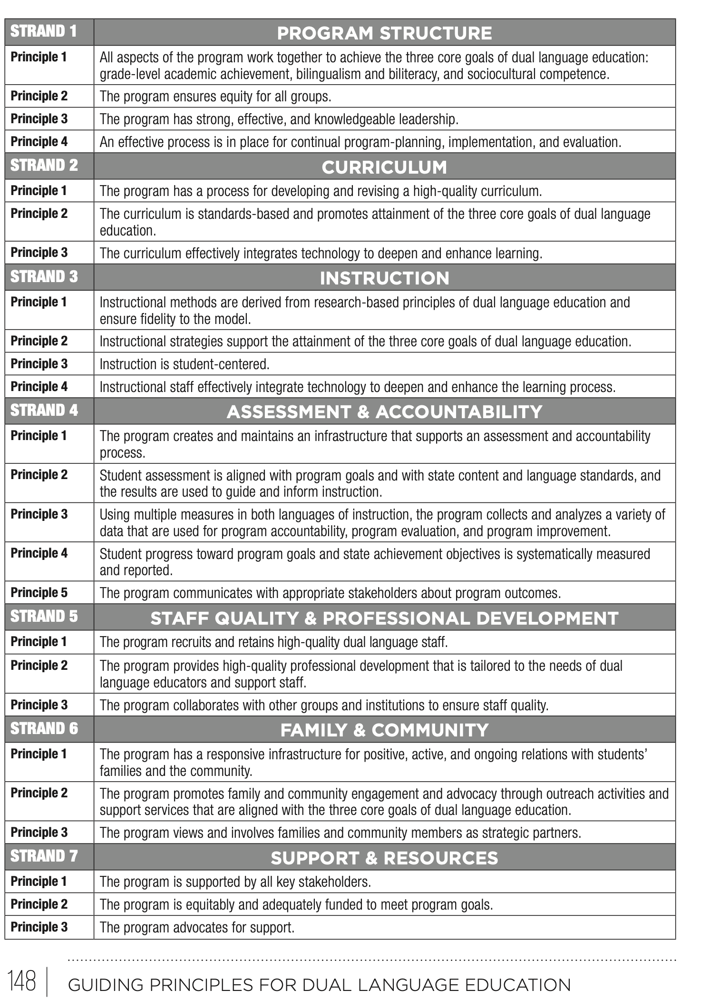 STRAND 1 PROGRAM STRUCTURE
Principle 1 All aspects of the program work together to achieve the three core goals of dual language education:
grade-level academic achievement, bilingualism and biliteracy, and sociocultural competence.
Principle 2 The program ensures equity for all groups.
Principle 3 The program has strong, effective, and knowledgeable leadership.
Principle 4 An effective process is in place for continual program-planning, implementation, and evaluation.
STRAND 2 CURRICULUM
Principle 1 The program has a process for developing and revising a high-quality curriculum.
Principle 2 The curriculum is standards-based and promotes attainment of the three core goals of dual language
education.
Principle 3 The curriculum effectively integrates technology to deepen and enhance learning.
STRAND 3 INSTRUCTION
Principle 1 Instructional methods are derived from research-based principles of dual language education and
ensure fidelity to the model.
Principle 2 Instructional strategies support the attainment of the three core goals of dual language education.
Principle 3 Instruction is student-centered.
Principle 4 Instructional staff effectively integrate technology to deepen and enhance the learning process.
STRAND 4 ASSESSMENT & ACCOUNTABILITY
Principle 1 The program creates and maintains an infrastructure that supports an assessment and accountability
process.
Principle 2 Student assessment is aligned with program goals and with state content and language standards, and
the results are used to guide and inform instruction.
Principle 3 Using multiple measures in both languages of instruction, the program collects and analyzes a variety of
data that are used for program accountability, program evaluation, and program improvement.
Principle 4 Student progress toward program goals and state achievement objectives is systematically measured
and reported.
Principle 5 The program communicates with appropriate stakeholders about program outcomes.
STRAND 5 STAFF QUALITY & PROFESSIONAL DEVELOPMENT
Principle 1 The program recruits and retains high-quality dual language staff.
Principle 2 The program provides high-quality professional development that is tailored to the needs of dual
language educators and support staff.
Principle 3 The program collaborates with other groups and institutions to ensure staff quality.
STRAND 6 FAMILY & COMMUNITY
Principle 1 The program has a responsive infrastructure for positive, active, and ongoing relations with students’
families and the community.
Principle 2 The program promotes family and community engagement and advocacy through outreach activities and
support services that are aligned with the three core goals of dual language education.
Principle 3 The program views and involves families and community members as strategic partners.
STRAND 7 SUPPORT & RESOURCES
Principle 1 The program is supported by all key stakeholders.
Principle 2 The program is equitably and adequately funded to meet program goals.
Principle 3 The program advocates for support.
148 | GUIDING PRINCIPLES FOR DUAL LANGUAGE EDUCATION